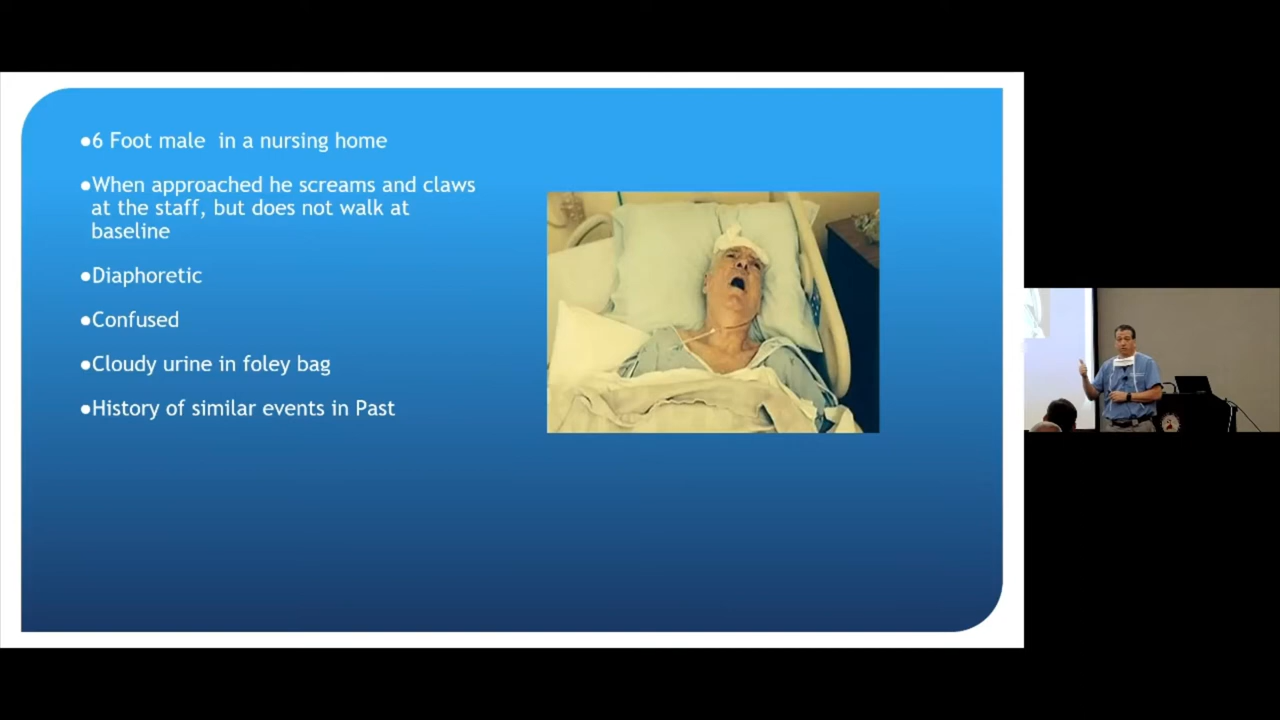 ●6 Foot male  in a nursing home
●When approached he screams and claws
at the staff, but does not walk at
baseline
●Diaphoretic
●Confused
●Cloudy urine in foley bag
●History of similar events in Past